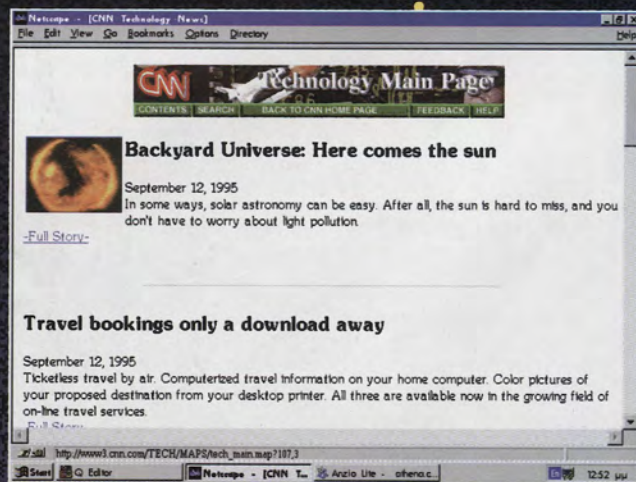 Netscape - [CNN Technology News]
File Edit View Go Bookmarks Options Directory Help
CNN Technology Main Page
CONTENTS SEARCH BACK TO CNN HOME PAGE FEEDBACK HELP
Backyard Universe: Here comes the sun
September 12, 1995
In some ways, solar astronomy can be easy. After all, the sun is hard to miss, and you
don't have to worry about light pollution.
-Full Story-
Travel bookings only a download away
September 12, 1995
Ticketless travel by air. Computerized travel information on your home computer. Color pictures of
your proposed destination from your desktop printer. All three are available now in the growing field of
on-line travel services.
-Full Story-
http://www3.cnn.com/TECH/MAPS/tech_main.map?107,3
Start Q Editor Netscape - [CNN T... Anzio Lite - athena.c... En 12:52 μμ